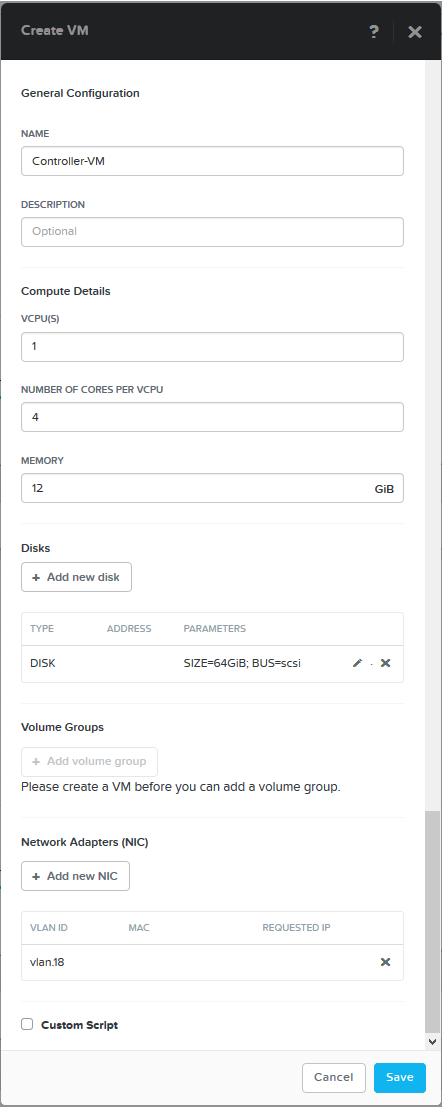 Create VM ?
General Configuration
NAME
Controller-VM
DESCRIPTION
Optional
Compute Details
VCPU(S)
1
NUMBER OF CORES PER VCPU
4
MEMORY
12 GiB
Disks
+ Add new disk
TYPE ADDRESS PARAMETERS
DISK SIZE=64GiB; BUS=scsi
Volume Groups
+ Add volume group
Please create a VM before you can add a volume group.
Network Adapters (NIC)
+ Add new NIC
VLAN ID MAC REQUESTED IP
vlan.18
Custom Script
Cancel Save